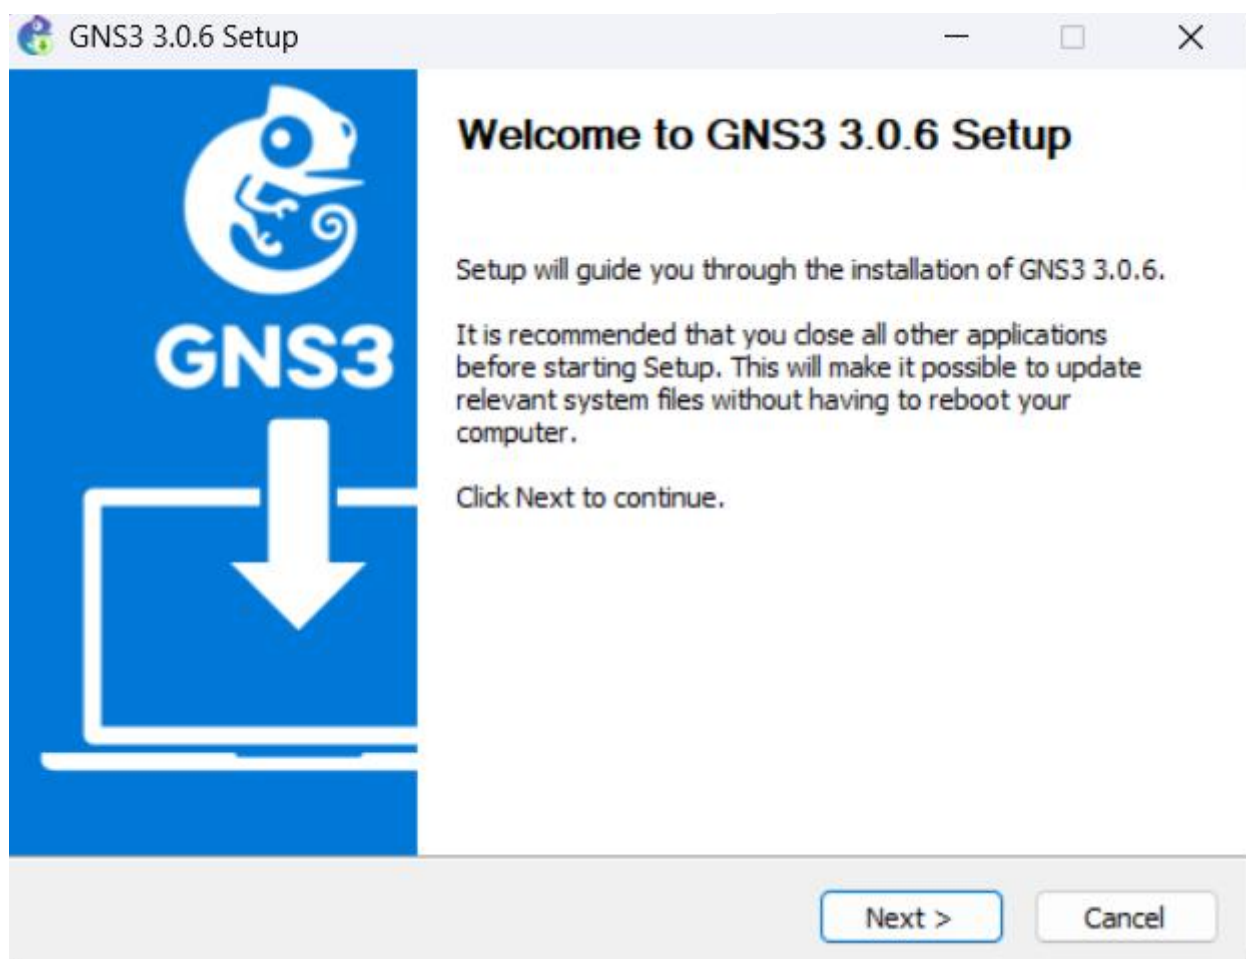 GNS3 3.0.6 Setup
GNS3
Welcome to GNS3 3.0.6 Setup
Setup will guide you through the installation of GNS3 3.0.6.
It is recommended that you close all other applications
before starting Setup. This will make it possible to update
relevant system files without having to reboot your
computer.
Click Next to continue.
Next >
Cancel